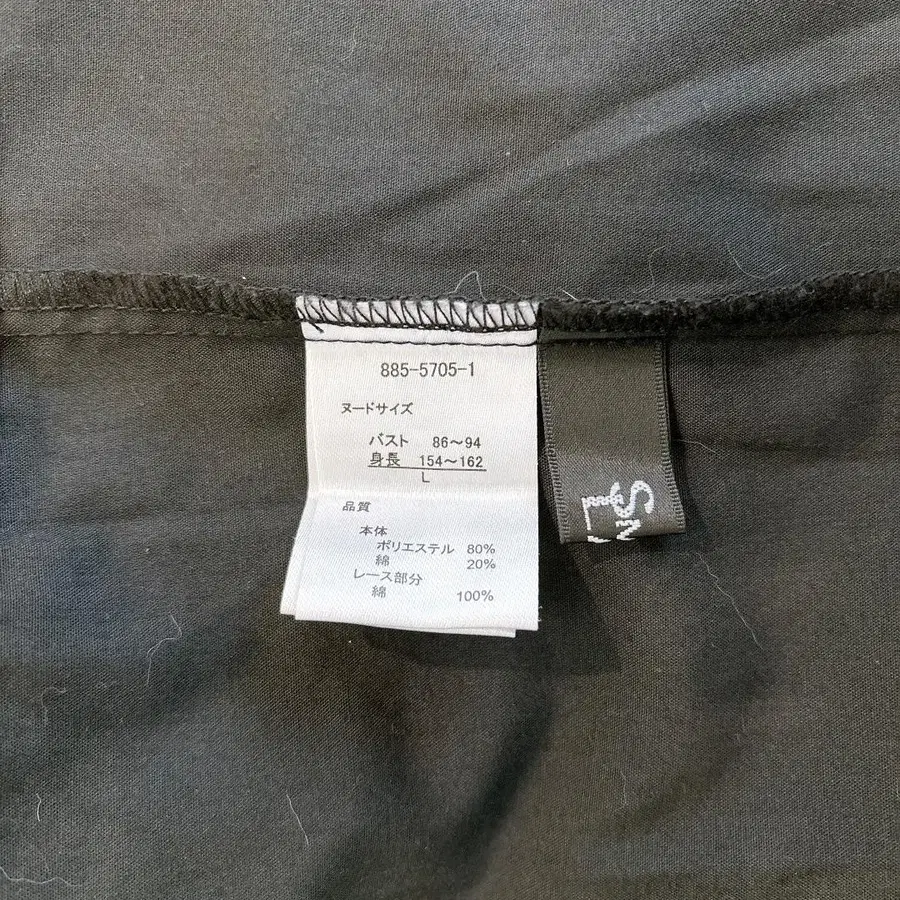 885-5705-1
ヌードサイズ
バスト 86～94
身長 154～162
L
品質
本体
ポリエステル 80%
綿 20%
レース部分
綿 100%